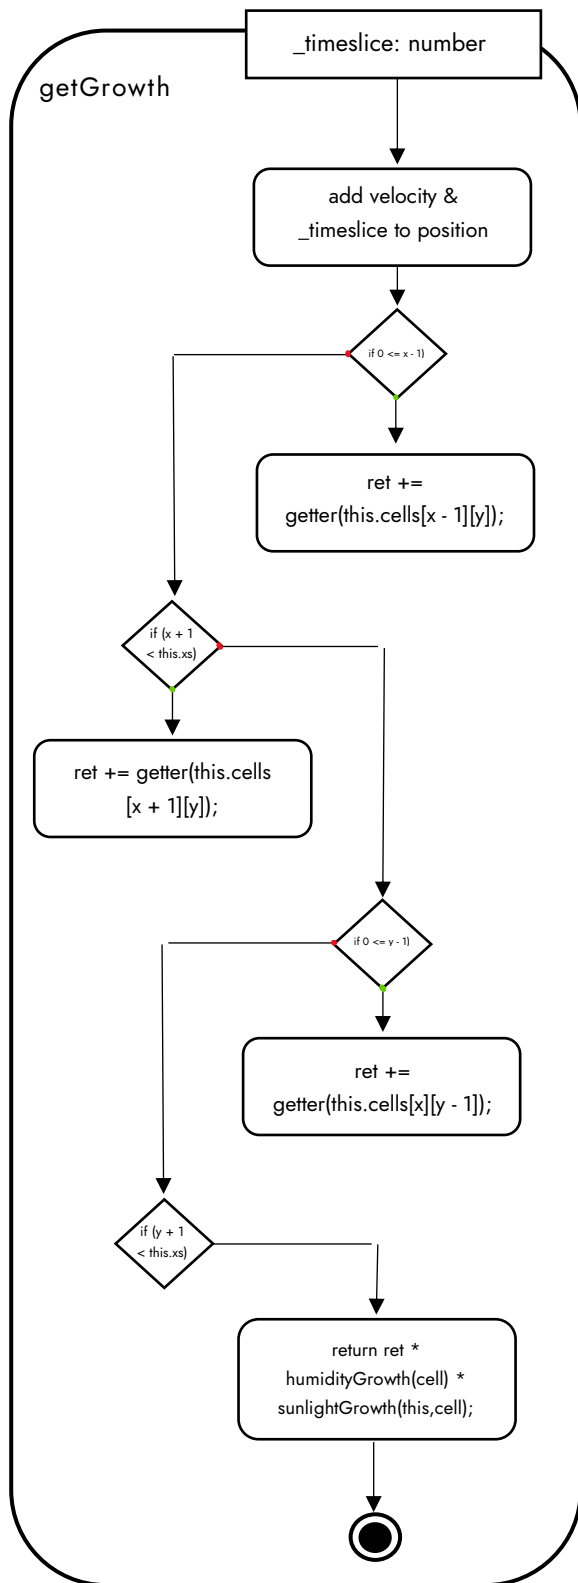 _timeslice: number
getGrowth
add velocity &
_timeslice to position
if 0 <= x - 1)
ret +=
getter(this.cells[x - 1][y]);
if (x + 1
< this.xs)
ret += getter(this.cells
[x + 1][y]);
if 0 <= y - 1)
ret +=
getter(this.cells[x][y - 1]);
if (y + 1
< this.xs)
return ret *
humidityGrowth(cell) *
sunlightGrowth(this,cell);